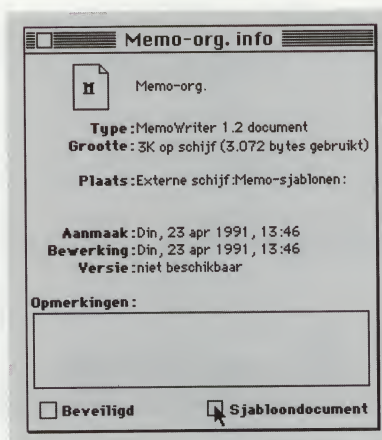 Memo-org. info
Memo-org.
Type: MemoWriter 1.2 document
Grootte: 3K op schijf (3.072 bytes gebruikt)
Plaats: Externe schijf:Memo-sjablonen:
Aanmaak: Din, 23 apr 1991, 13:46
Bewerking: Din, 23 apr 1991, 13:46
Versie: niet beschikbaar
Opmerkingen:
Beveiligd Sjabloondocument